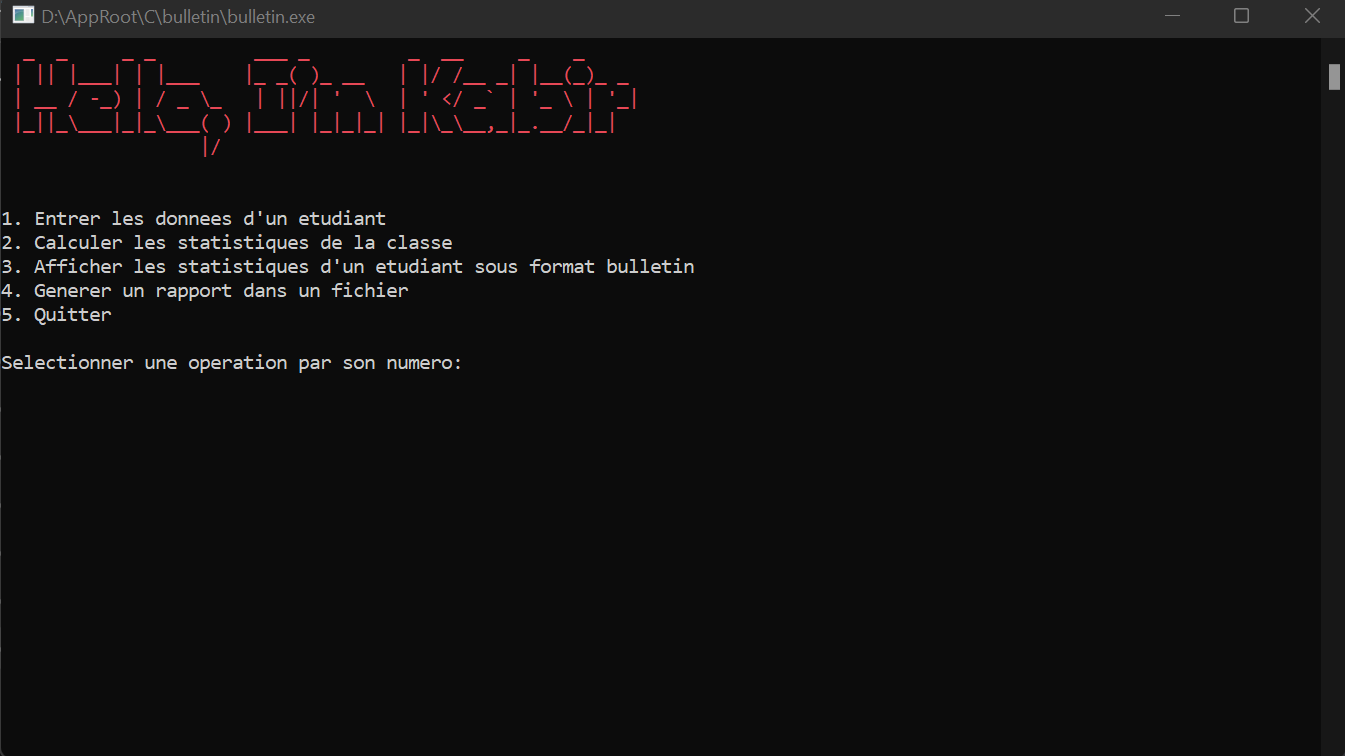 D:\AppRoot\C\bulletin\bulletin.exe
Hello, I'm Kabir
1. Entrer les donnees d'un etudiant
2. Calculer les statistiques de la classe
3. Afficher les statistiques d'un etudiant sous format bulletin
4. Generer un rapport dans un fichier
5. Quitter
Selectionner une operation par son numero: